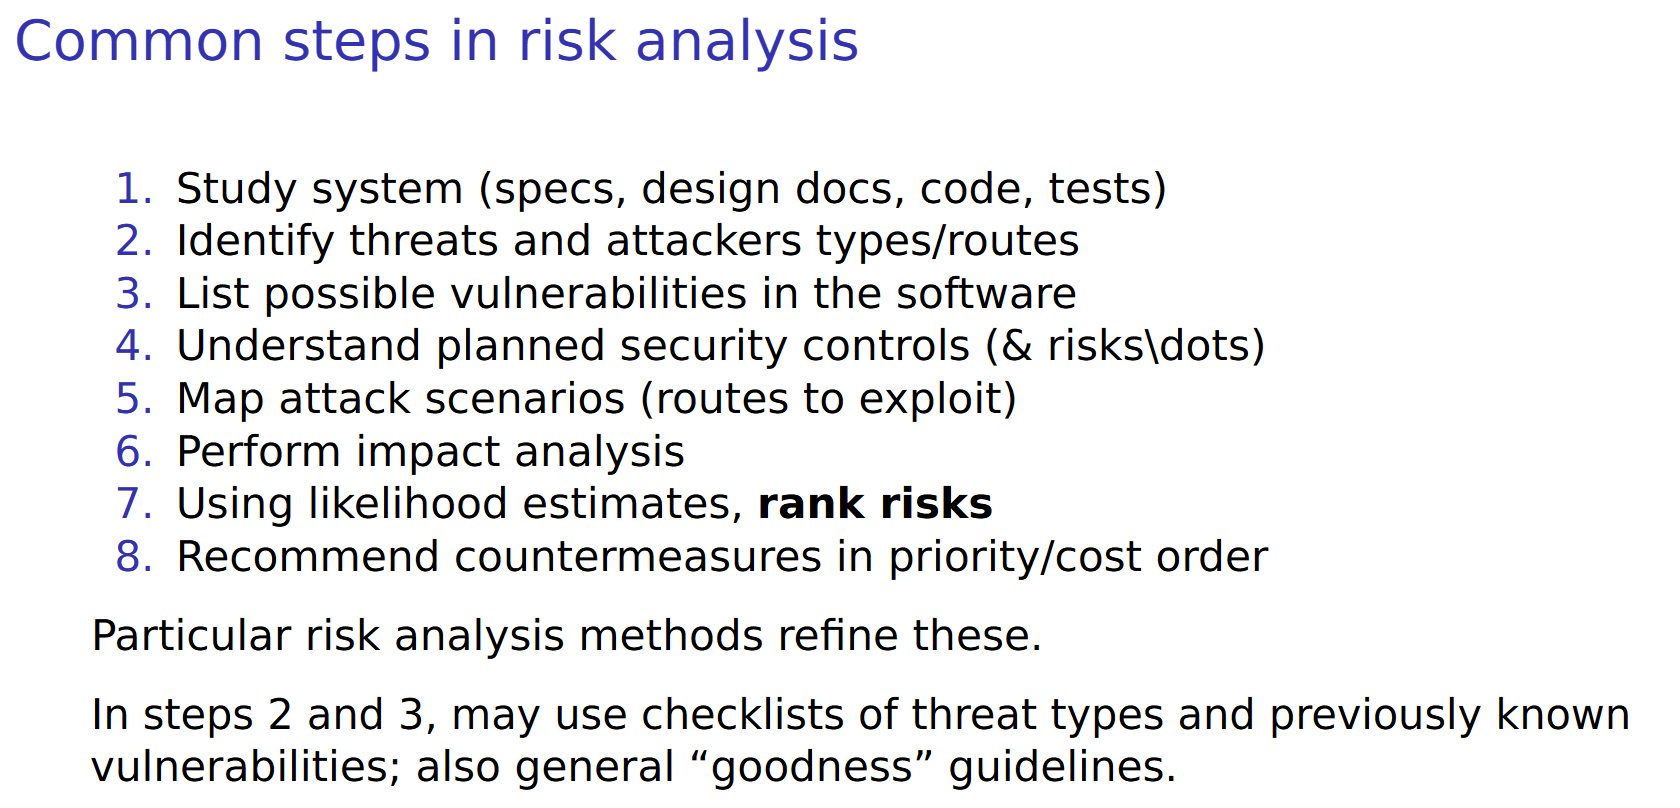 Common steps in risk analysis
1. Study system (specs, design docs, code, tests)
2. Identify threats and attackers types/routes
3. List possible vulnerabilities in the software
4. Understand planned security controls (& risks\dots)
5. Map attack scenarios (routes to exploit)
6. Perform impact analysis
7. Using likelihood estimates, rank risks
8. Recommend countermeasures in priority/cost order
Particular risk analysis methods refine these.
In steps 2 and 3, may use checklists of threat types and previously known
vulnerabilities; also general “goodness” guidelines.